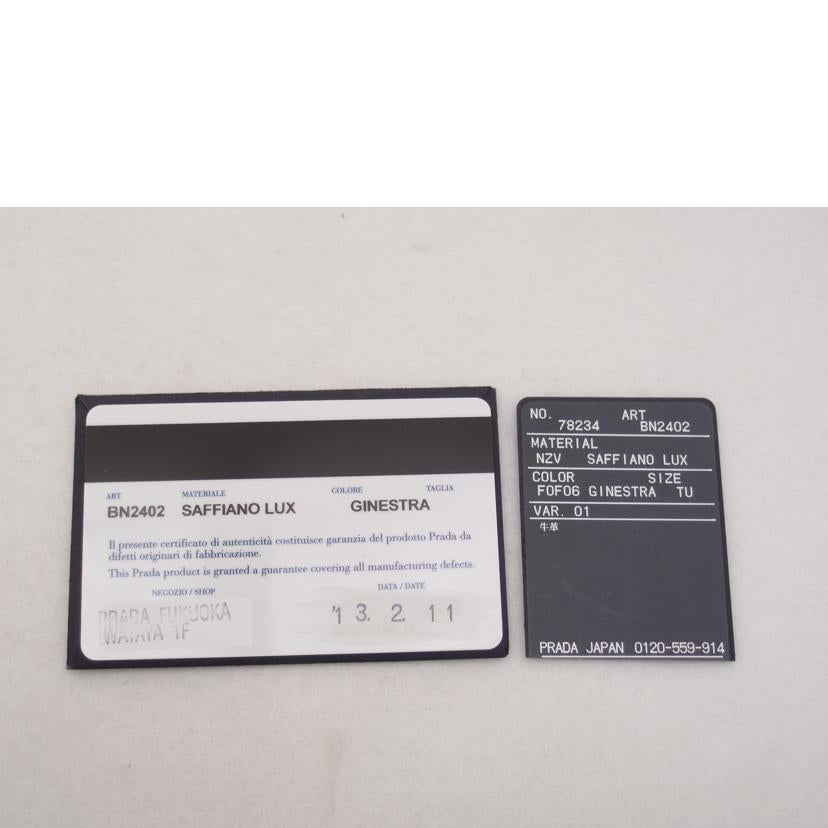 ART. MATERIALE COLORE TAGLIA
BN2402 SAFFIANO LUX GINESTRA
Il presente certificato di autenticità costituisce garanzia del prodotto Prada da
difetti originari di fabbricazione.
This Prada product is granted a guarantee covering all manufacturing defects.
NEGOZIO / SHOP DATA / DATE
PRADA FUKUOKA
IWATAYA 1F
'13. 2. 11
NO. ART
78234 BN2402
MATERIAL
NZV SAFFIANO LUX
COLOR SIZE
F0F06 GINESTRA TU
VAR. 01
牛革
PRADA JAPAN 0120-559-914